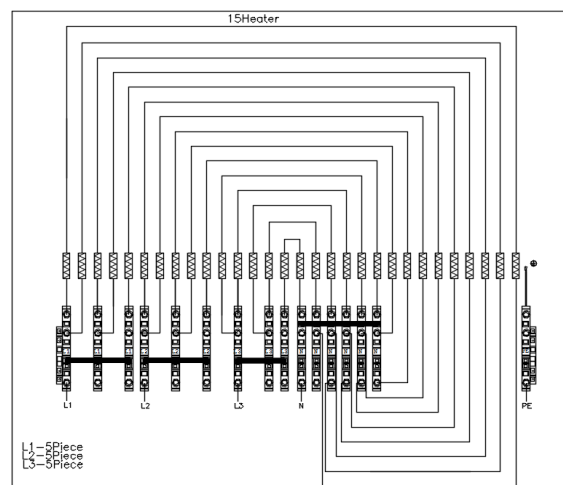 15Heater
L1 L2 L3 N PE
L1-5Piece
L2-5Piece
L3-5Piece